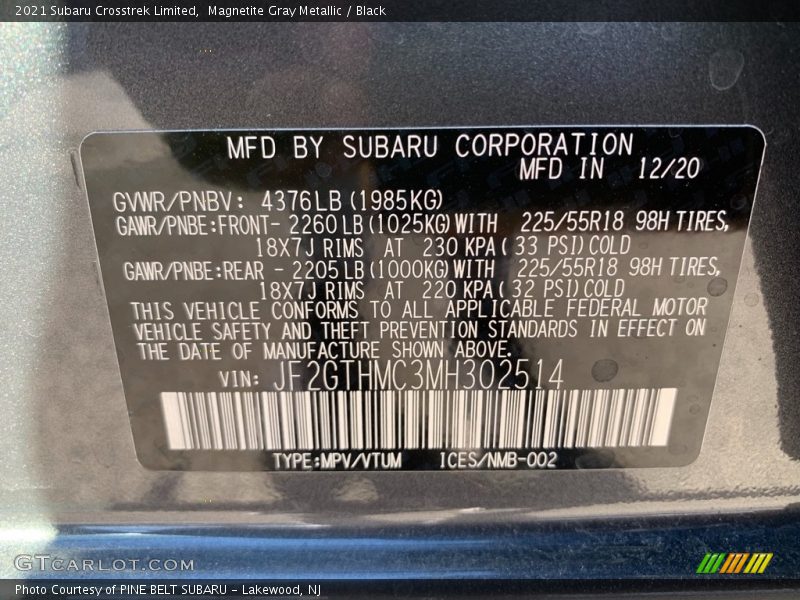 2021 Subaru Crosstrek Limited,  Magnetite Gray Metallic / Black
MFD BY SUBARU CORPORATION
MFD IN 12/20
GVWR/PNBV: 4376LB(1985KG)
GAWR/PNBE:FRONT- 2260LB(1025KG)WITH 225/55R18 98H TIRES,
18X7J RIMS AT 230 KPA( 33 PSI)COLD
GAWR/PNBE:REAR - 2205LB(1000KG)WITH 225/55R18 98H TIRES,
18X7J RIMS AT 220 KPA( 32 PSI)COLD
THIS VEHICLE CONFORMS TO ALL APPLICABLE FEDERAL MOTOR
VEHICLE SAFETY AND THEFT PREVENTION STANDARDS IN EFFECT ON
THE DATE OF MANUFACTURE SHOWN ABOVE.
VIN: JF2GTHMC3MH302514
TYPE:MPV/VTUM ICES/NMB-002
GTCARLOT.COM
Photo Courtesy of PINE BELT SUBARU - Lakewood, NJ